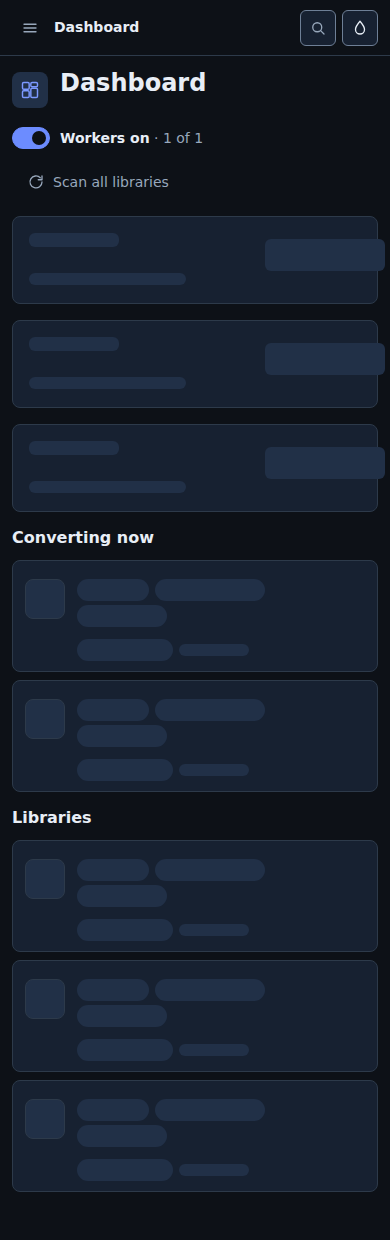 Dashboard
Dashboard
Workers on · 1 of 1
Scan all libraries
Converting now
Libraries